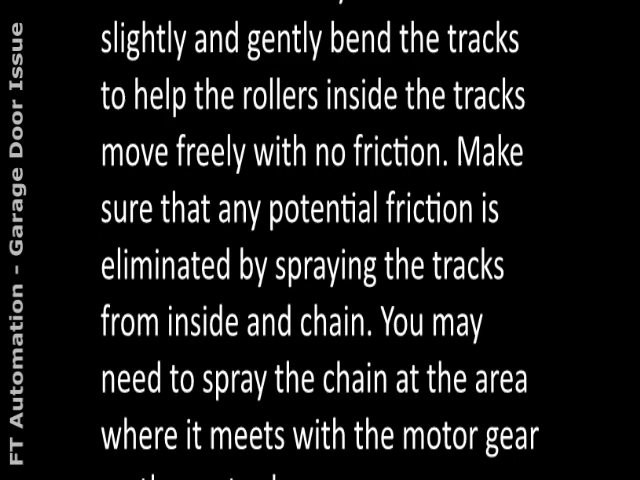 FT Automation - Garage Door Issue
slightly and gently bend the tracks
to help the rollers inside the tracks
move freely with no friction. Make
sure that any potential friction is
eliminated by spraying the tracks
from inside and chain. You may
need to spray the chain at the area
where it meets with the motor gear